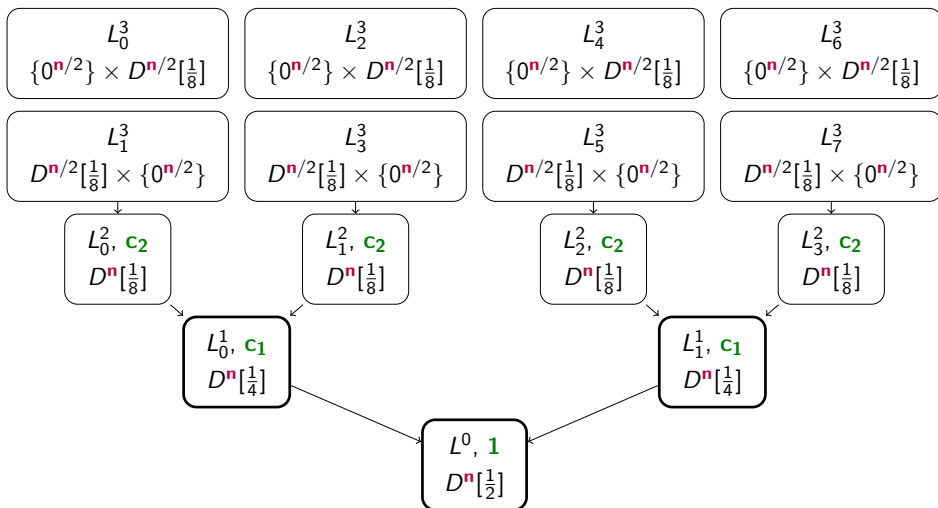 L_0^3
{0^{n/2}} × D^{n/2}[1/8]
L_2^3
{0^{n/2}} × D^{n/2}[1/8]
L_4^3
{0^{n/2}} × D^{n/2}[1/8]
L_6^3
{0^{n/2}} × D^{n/2}[1/8]
L_1^3
D^{n/2}[1/8] × {0^{n/2}}
L_3^3
D^{n/2}[1/8] × {0^{n/2}}
L_5^3
D^{n/2}[1/8] × {0^{n/2}}
L_7^3
D^{n/2}[1/8] × {0^{n/2}}
L_0^2, c_2
D^n[1/8]
L_1^2, c_2
D^n[1/8]
L_2^2, c_2
D^n[1/8]
L_3^2, c_2
D^n[1/8]
L_0^1, c_1
D^n[1/4]
L_1^1, c_1
D^n[1/4]
L^0, 1
D^n[1/2]